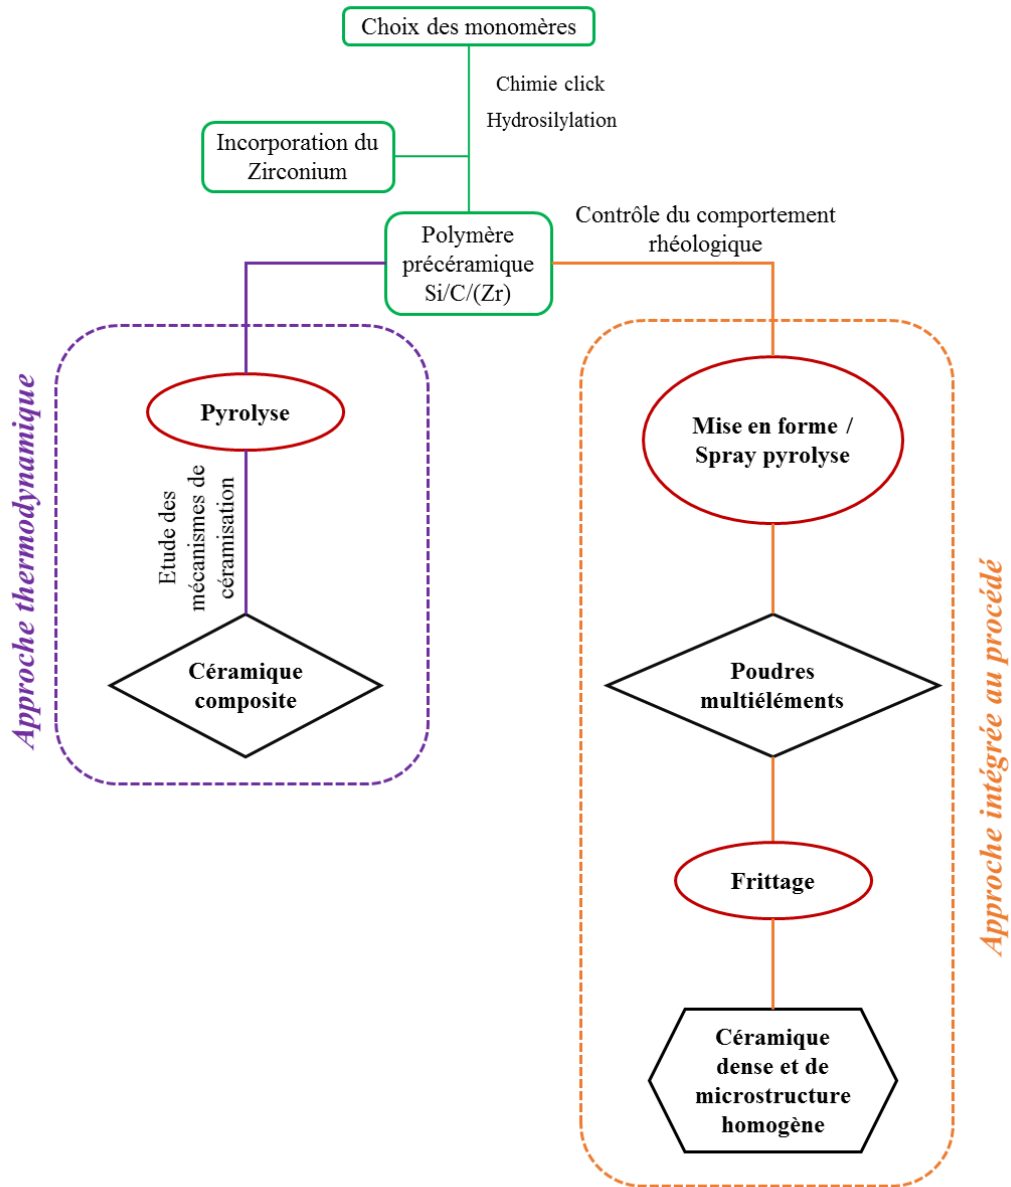 Choix des monomères
Chimie click
Hydrosilylation
Incorporation du
Zirconium
Polymère
précéramique
Si/C/(Zr)
Contrôle du comportement
rhéologique
Approche thermodynamique
Pyrolyse
Etude des
mécanismes de
céramisation
Céramique
composite
Mise en forme /
Spray pyrolyse
Poudres
multiéléments
Frittage
Céramique
dense et de
microstructure
homogène
Approche intégrée au procédé